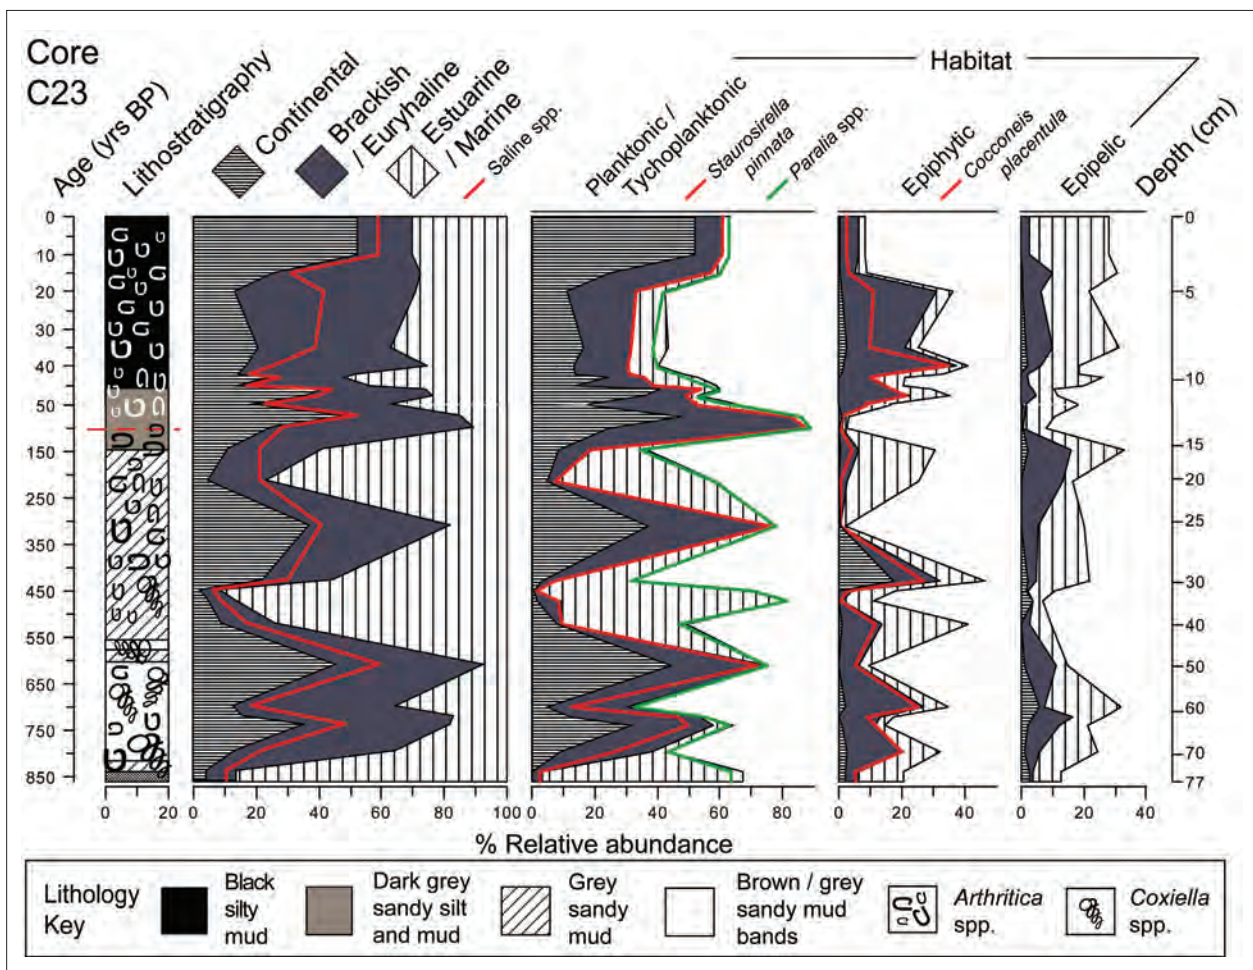 Core
C23
Habitat
Age (yrs BP)
Lithostratigraphy
Continental
Brackish
/ Euryhaline
Estuarine
/ Marine
Saline spp.
Planktonic /
Tychoplanktonic
Staurosirella
pinnata
Paralia spp.
Epiphytic
Cocconeis
placentula
Epipelic
Depth (cm)
0
10
20
30
40
50
150
250
350
450
550
650
750
850
0
5
10
15
20
25
30
40
50
60
70
77
0 20
0 20 40 60 80 100
0 20 40 60 80
0 20 40
0 20 40
% Relative abundance
Lithology
Key
Black
silty
mud
Dark grey
sandy silt
and mud
Grey
sandy
mud
Brown / grey
sandy mud
bands
Arthritica
spp.
Coxiella
spp.